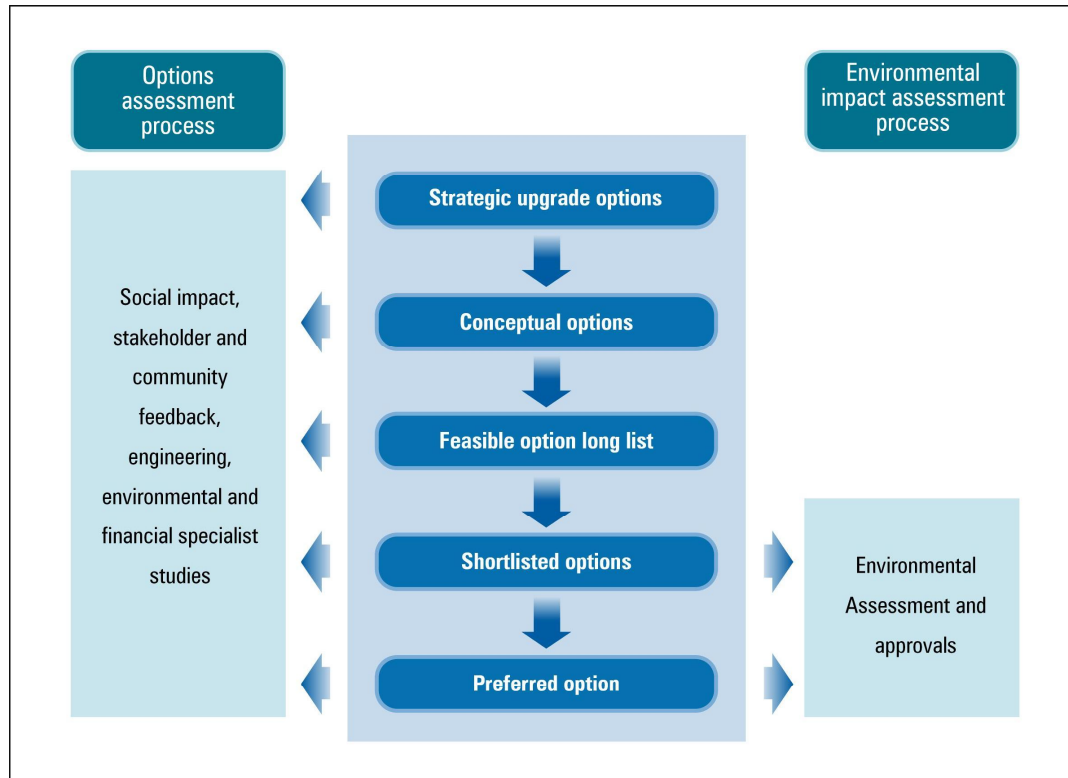 Options
assessment
process
Environmental
impact assessment
process
Strategic upgrade options
Conceptual options
Feasible option long list
Shortlisted options
Preferred option
Social impact,
stakeholder and
community
feedback,
engineering,
environmental and
financial specialist
studies
Environmental
Assessment and
approvals